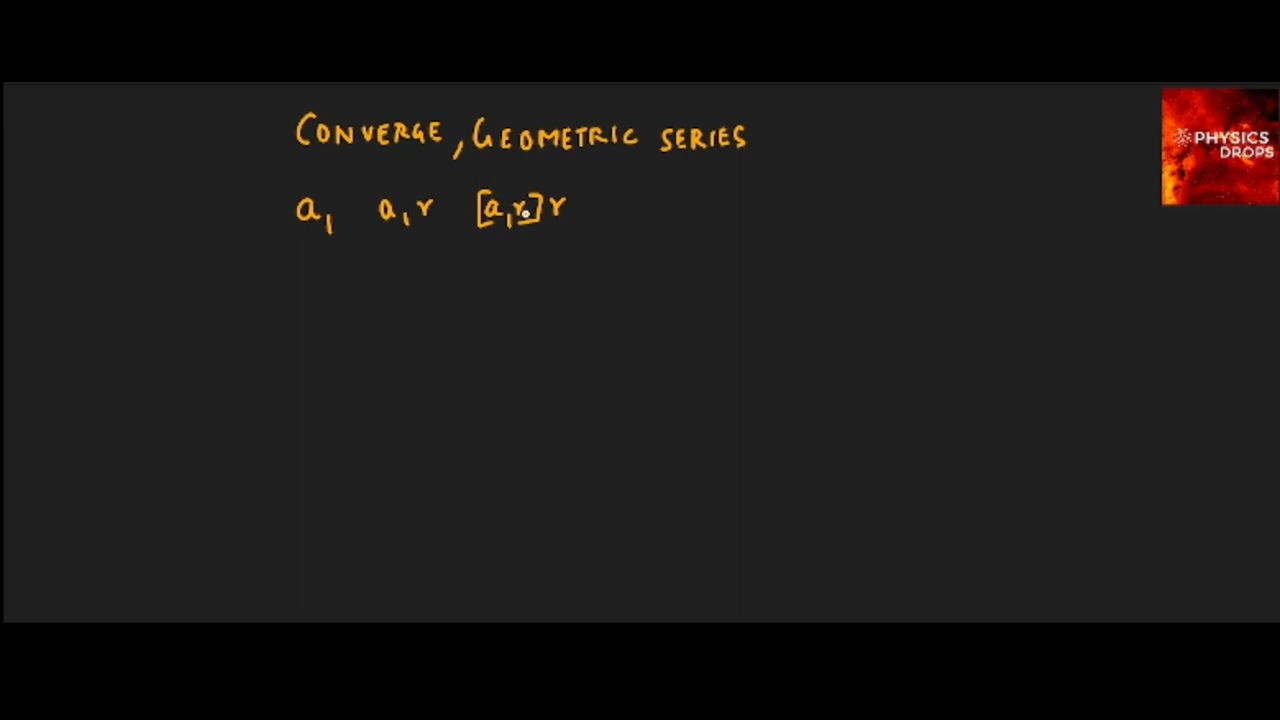 CONVERGE, GEOMETRIC SERIES
a₁ a₁r [a₁r]r
PHYSICS
DROPS